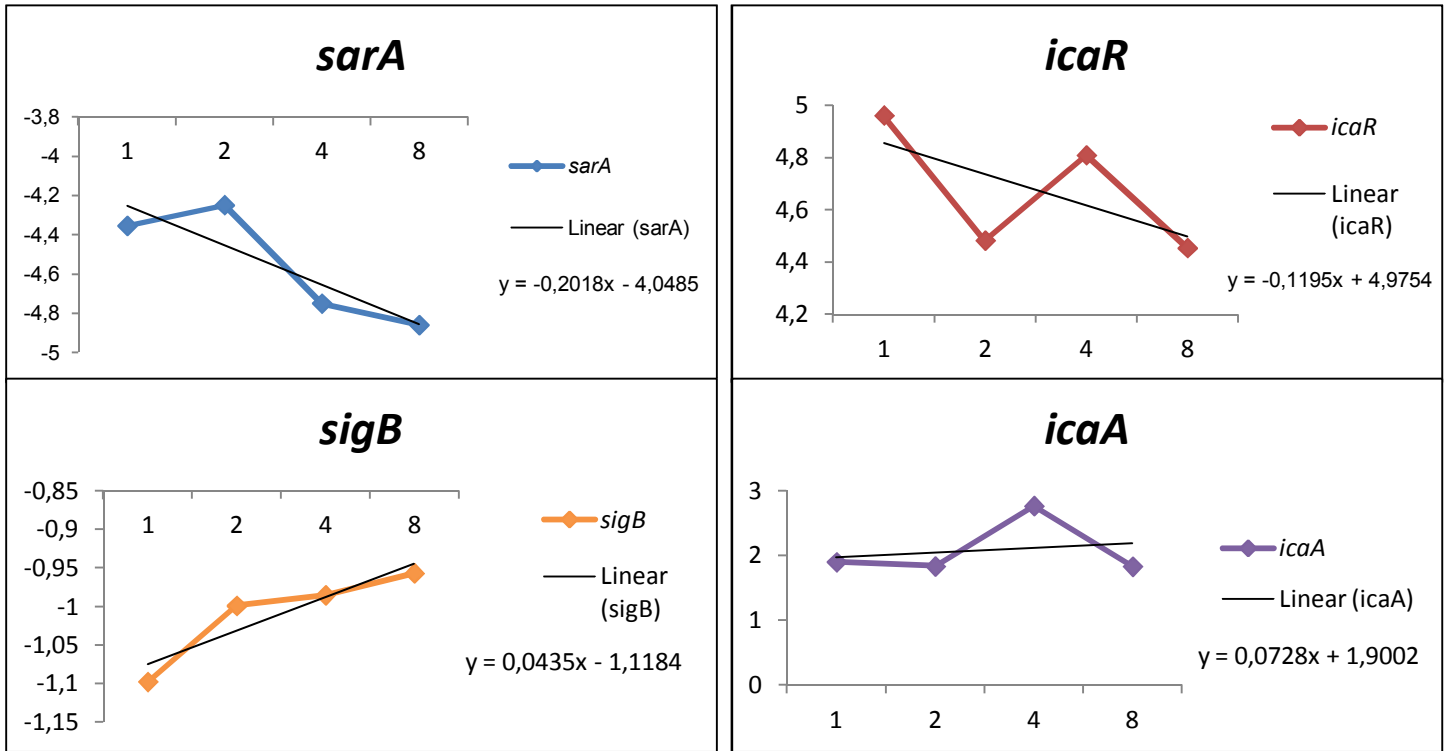 sarA
-3,8
-4
-4,2
-4,4
-4,6
-4,8
-5
1 2 4 8
sarA
Linear (sarA)
y = -0,2018x - 4,0485
icaR
5
4,8
4,6
4,4
4,2
1 2 4 8
icaR
Linear
(icaR)
y = -0,1195x + 4,9754
sigB
-0,85
-0,9
-0,95
-1
-1,05
-1,1
-1,15
1 2 4 8
sigB
Linear
(sigB)
y = 0,0435x - 1,1184
icaA
3
2
1
0
1 2 4 8
icaA
Linear (icaA)
y = 0,0728x + 1,9002